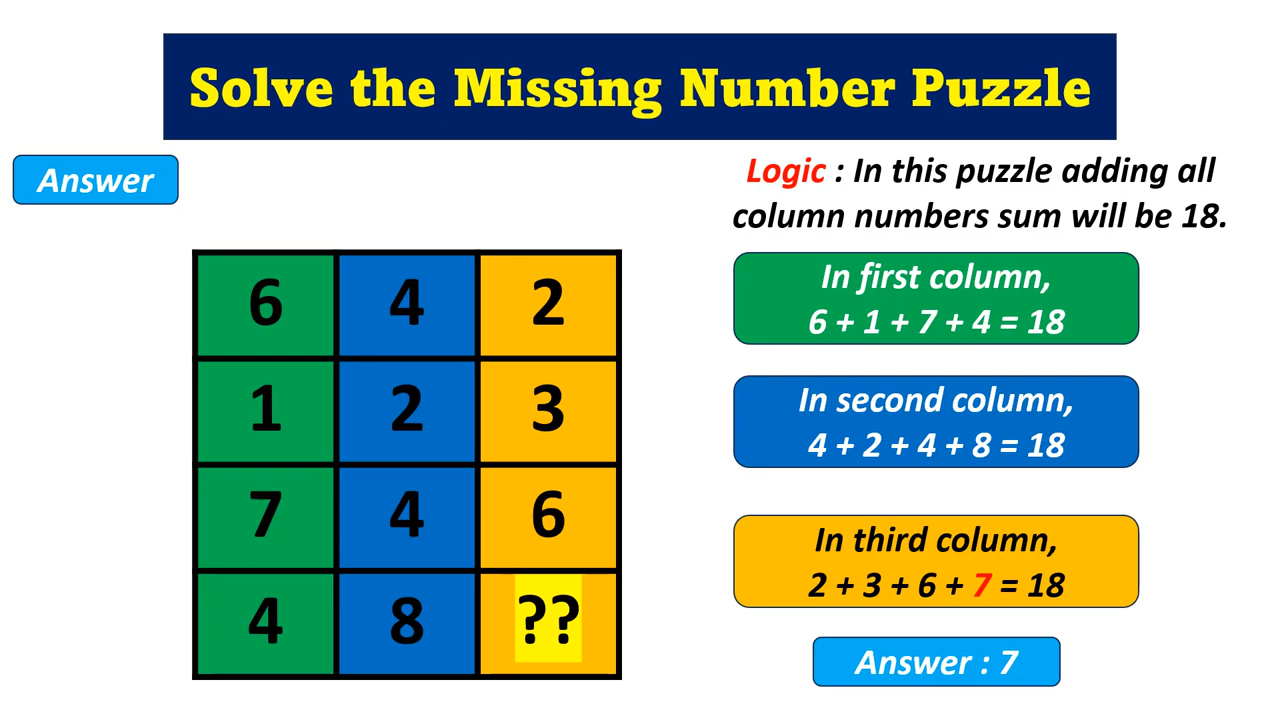 Solve the Missing Number Puzzle
Answer
Logic : In this puzzle adding all
column numbers sum will be 18.
6 4 2
1 2 3
7 4 6
4 8 ??
In first column,
6 + 1 + 7 + 4 = 18
In second column,
4 + 2 + 4 + 8 = 18
In third column,
2 + 3 + 6 + 7 = 18
Answer : 7